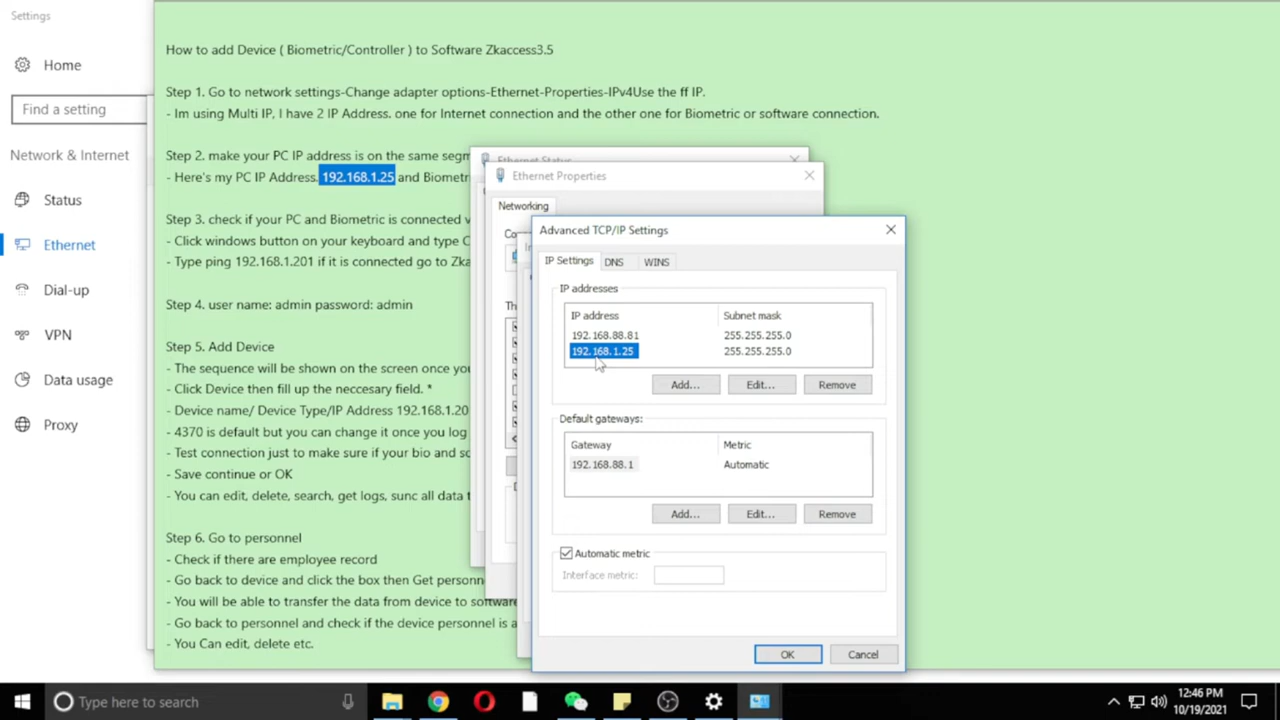 Settings
Home
Find a setting
Network & Internet
Status
Ethernet
Dial-up
VPN
Data usage
Proxy
How to add Device ( Biometric/Controller ) to Software Zkaccess3.5
Step 1. Go to network settings-Change adapter options-Ethernet-Properties-IPv4Use the ff IP.
- Im using Multi IP, I have 2 IP Address. one for Internet connection and the other one for Biometric or software connection.
Step 2. make your PC IP address is on the same segm
- Here's my PC IP Address. 192.168.1.25 and Biometr
Step 3. check if your PC and Biometric is connected v
- Click windows button on your keyboard and type C
- Type ping 192.168.1.201 if it is connected go to Zka
Step 4. user name: admin password: admin
Step 5. Add Device
- The sequence will be shown on the screen once you
- Click Device then fill up the neccesary field. *
- Device name/ Device Type/IP Address 192.168.1.20
- 4370 is default but you can change it once you log
- Test connection just to make sure if your bio and so
- Save continue or OK
- You can edit, delete, search, get logs, sunc all data t
Step 6. Go to personnel
- Check if there are employee record
- Go back to device and click the box then Get personn
- You will be able to transfer the data from device to software
- Go back to personnel and check if the device personnel is a
- You Can edit, delete etc.
Ethernet Status
Ethernet Properties
Networking
Co
Th
Advanced TCP/IP Settings
IP Settings DNS WINS
IP addresses
IP address Subnet mask
192.168.88.81 255.255.255.0
192.168.1.25 255.255.255.0
Add... Edit... Remove
Default gateways:
Gateway Metric
192.168.88.1 Automatic
Add... Edit... Remove
Automatic metric
Interface metric:
OK Cancel
Type here to search
12:46 PM
10/19/2021